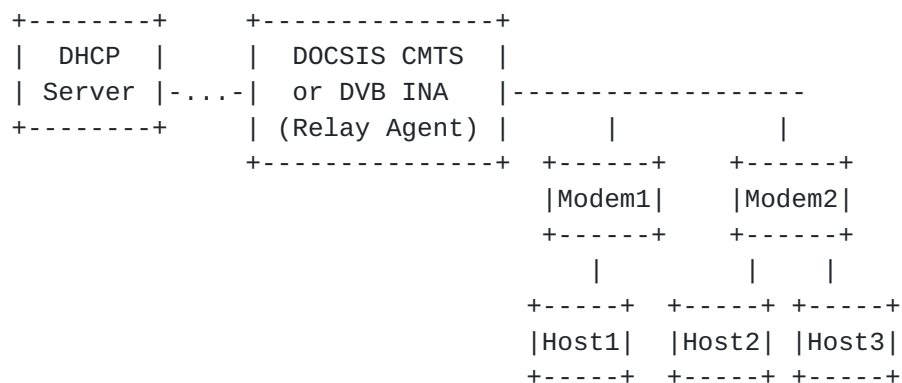 +--------+     +---------------+
|  DHCP  |     |  DOCSIS CMTS  |
| Server |-...-|  or DVB INA   |-------------------
+--------+     | (Relay Agent) |      |          |
               +---------------+  +------+    +------+
                                  |Modem1|    |Modem2|
                                  +------+    +------+
                                     |         |    |
                                 +-----+  +-----+ +-----+
                                 |Host1|  |Host2| |Host3|
                                 +-----+  +-----+ +-----+